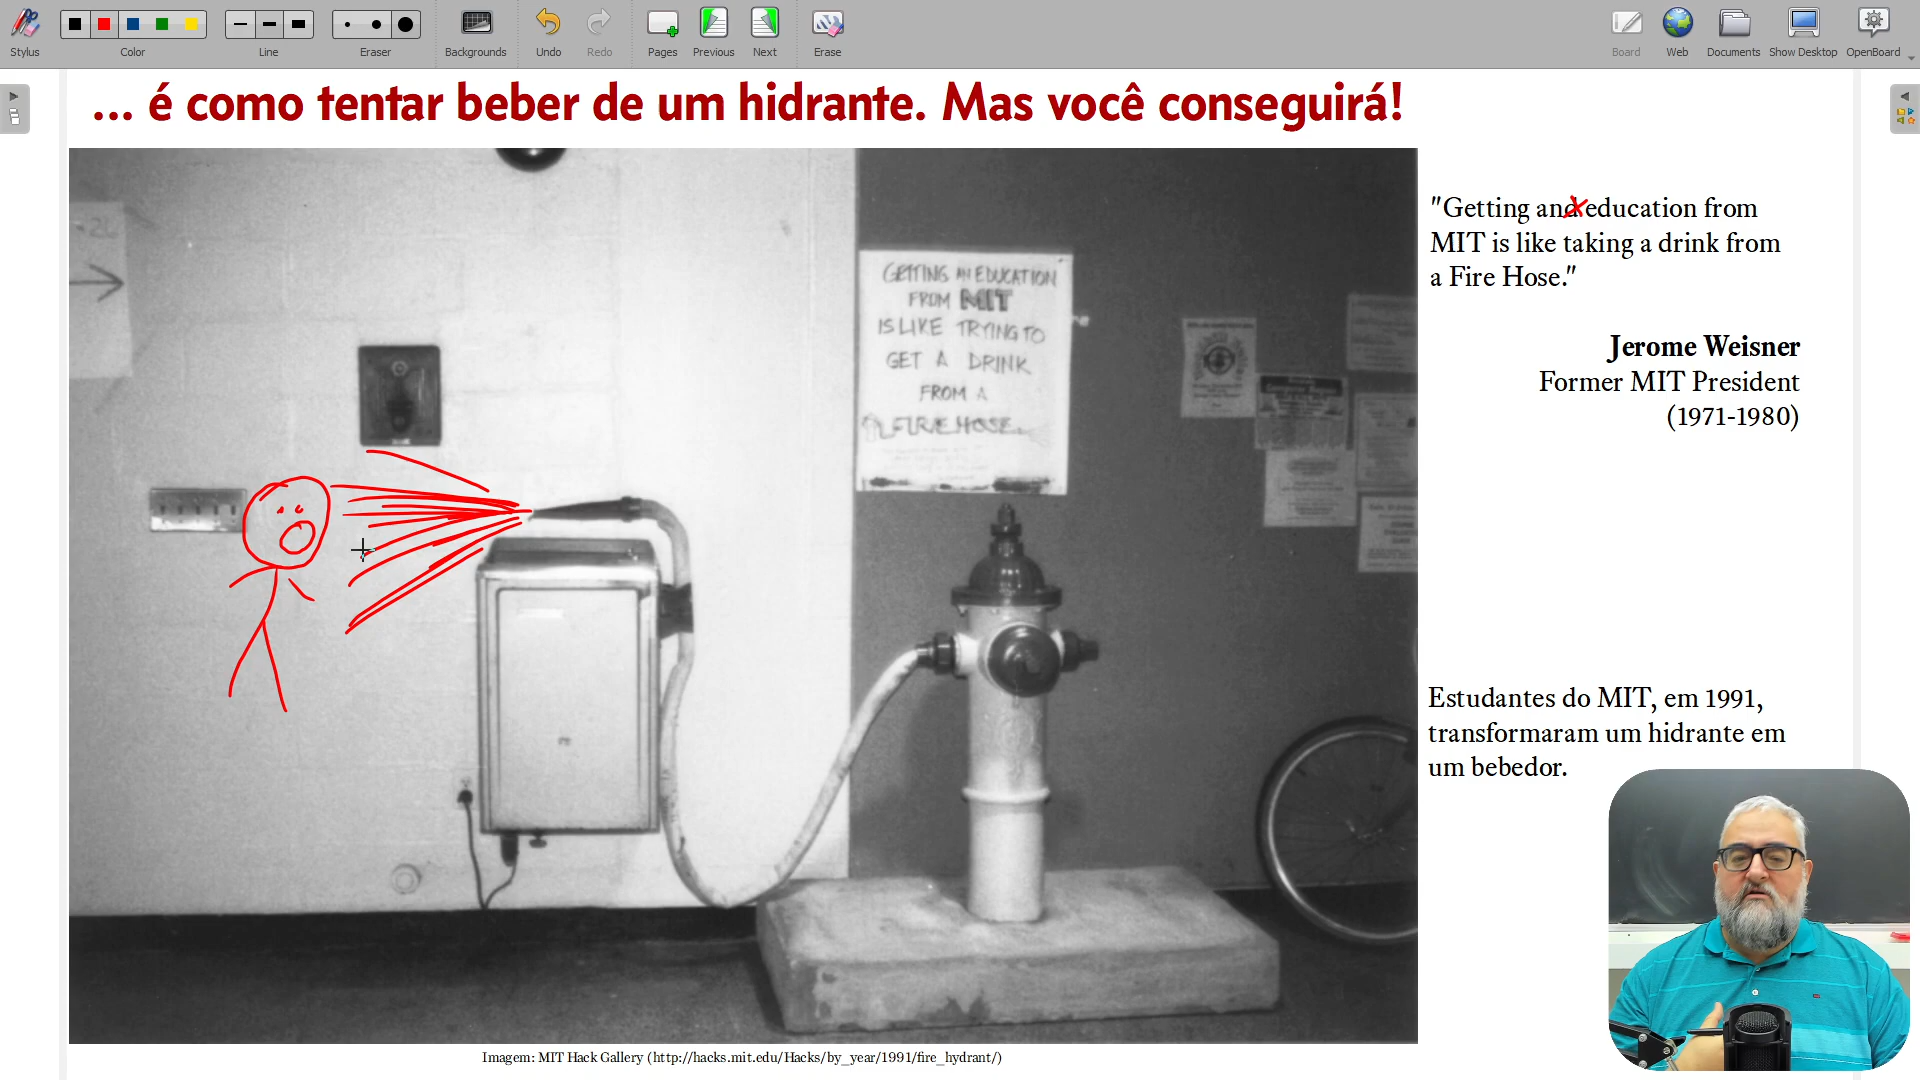 Stylus
Color
Line
Eraser
Backgrounds
Undo
Redo
Pages
Previous
Next
Erase
Board
Web
Documents
Show Desktop
OpenBoard
... é como tentar beber de um hidrante. Mas você conseguirá!
GETTING AN EDUCATION
FROM MIT
IS LIKE TRYING TO
GET A DRINK
FROM A
FIRE HOSE.
"Getting and education from
MIT is like taking a drink from
a Fire Hose."
Jerome Weisner
Former MIT President
(1971-1980)
Estudantes do MIT, em 1991,
transformaram um hidrante em
um bebedor.
Imagem: MIT Hack Gallery (http://hacks.mit.edu/Hacks/by_year/1991/fire_hydrant/)